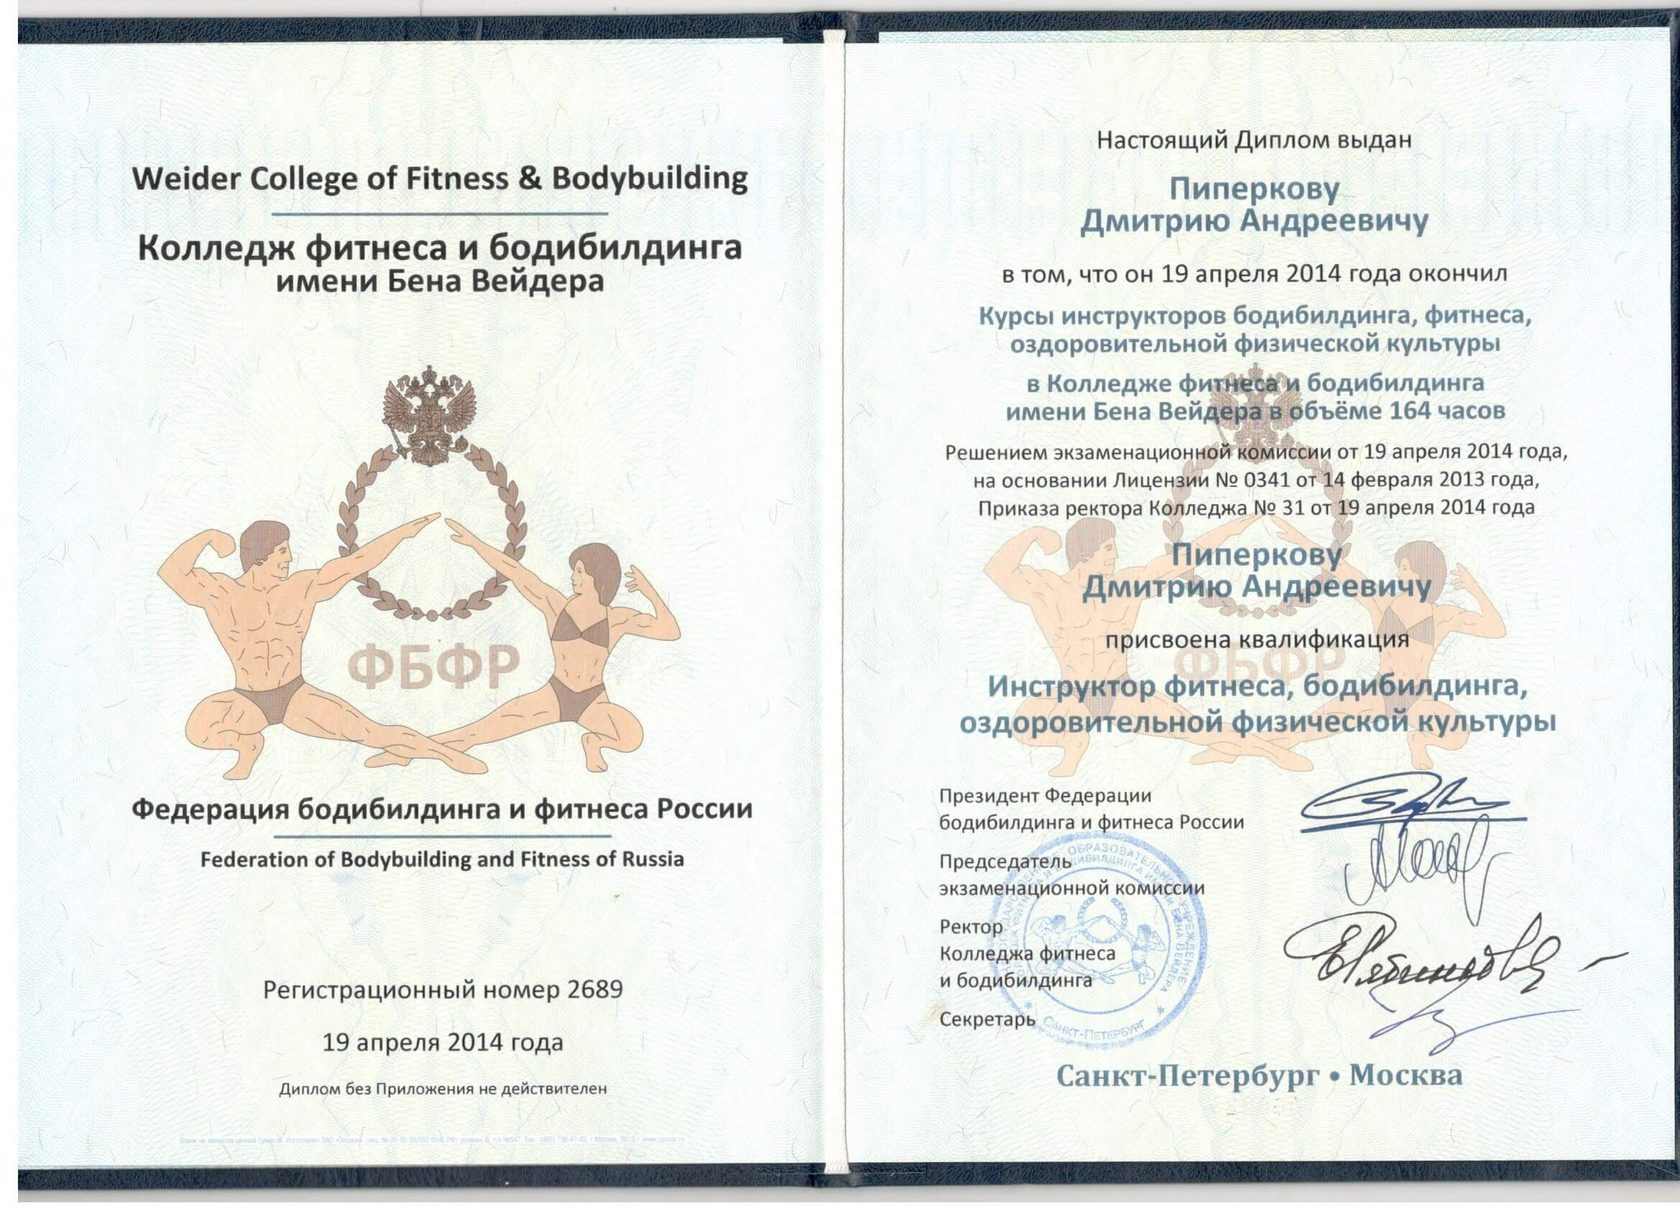 Weider College of Fitness & Bodybuilding
Колледж фитнеса и бодибилдинга
имени Бена Вейдера
ФБФР
Федерация бодибилдинга и фитнеса России
Federation of Bodybuilding and Fitness of Russia
Регистрационный номер 2689
19 апреля 2014 года
Диплом без Приложения не действителен
Настоящий Диплом выдан
Пиперкову
Дмитрию Андреевичу
в том, что он 19 апреля 2014 года окончил
Курсы инструкторов бодибилдинга, фитнеса,
оздоровительной физической культуры
в Колледже фитнеса и бодибилдинга
имени Бена Вейдера в объёме 164 часов
Решением экзаменационной комиссии от 19 апреля 2014 года,
на основании Лицензии № 0341 от 14 февраля 2013 года,
Приказа ректора Колледжа № 31 от 19 апреля 2014 года
Пиперкову
Дмитрию Андреевичу
присвоена квалификация
ФБФР
Инструктор фитнеса, бодибилдинга,
оздоровительной физической культуры
Президент Федерации
бодибилдинга и фитнеса России
Председатель
экзаменационной комиссии
Ректор
Колледжа фитнеса
и бодибилдинга
Секретарь
САНКТ-ПЕТЕРБУРГ
Санкт-Петербург • Москва